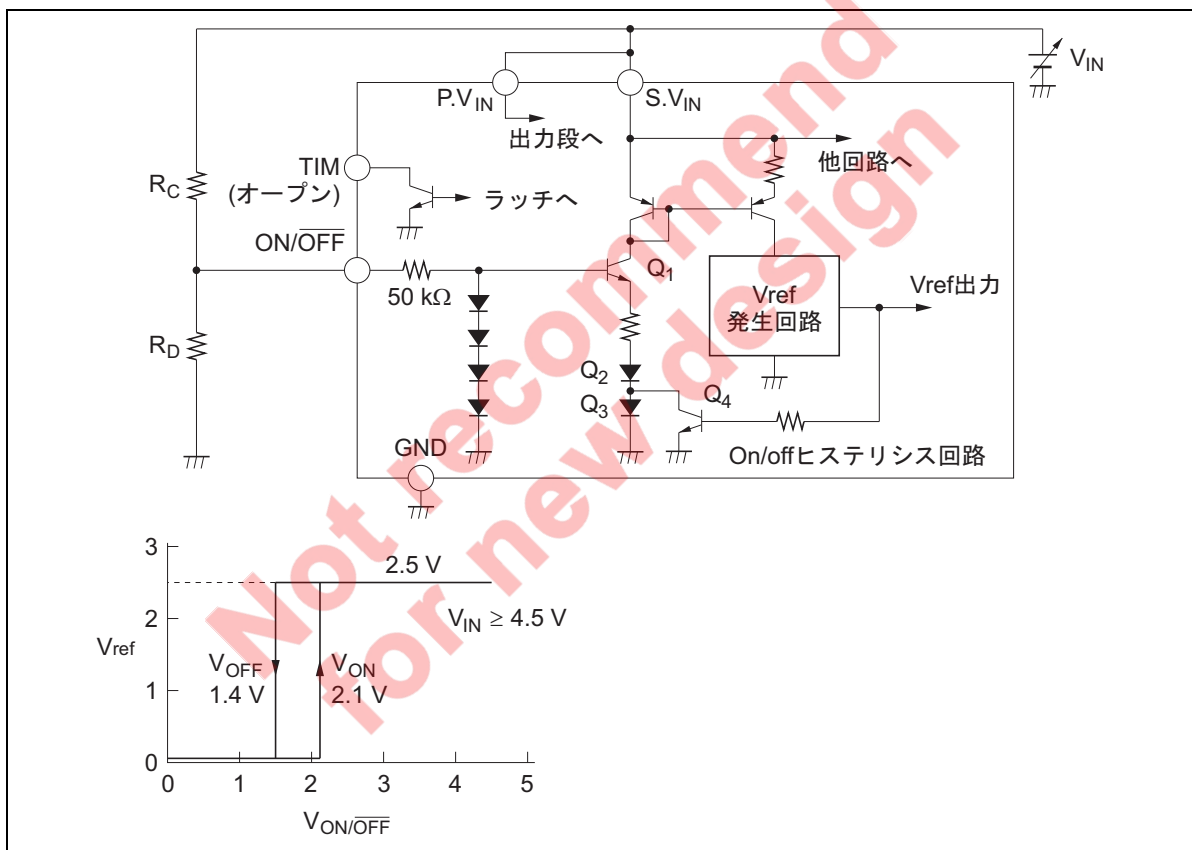 V_IN
P.V_IN
S.V_IN
出力段へ
他回路へ
TIM
(オープン)
ラッチへ
R_C
ON/O̅F̅F̅
50 kΩ
Q_1
Vref
発生回路
Vref出力
R_D
Q_2
Q_3
Q_4
GND
On/offヒステリシス回路
Not recommend
for new design
3
2.5 V
2
V_IN ≥ 4.5 V
Vref
V_OFF
1.4 V
V_ON
2.1 V
1
0
0 1 2 3 4 5
V_ON/O̅F̅F̅